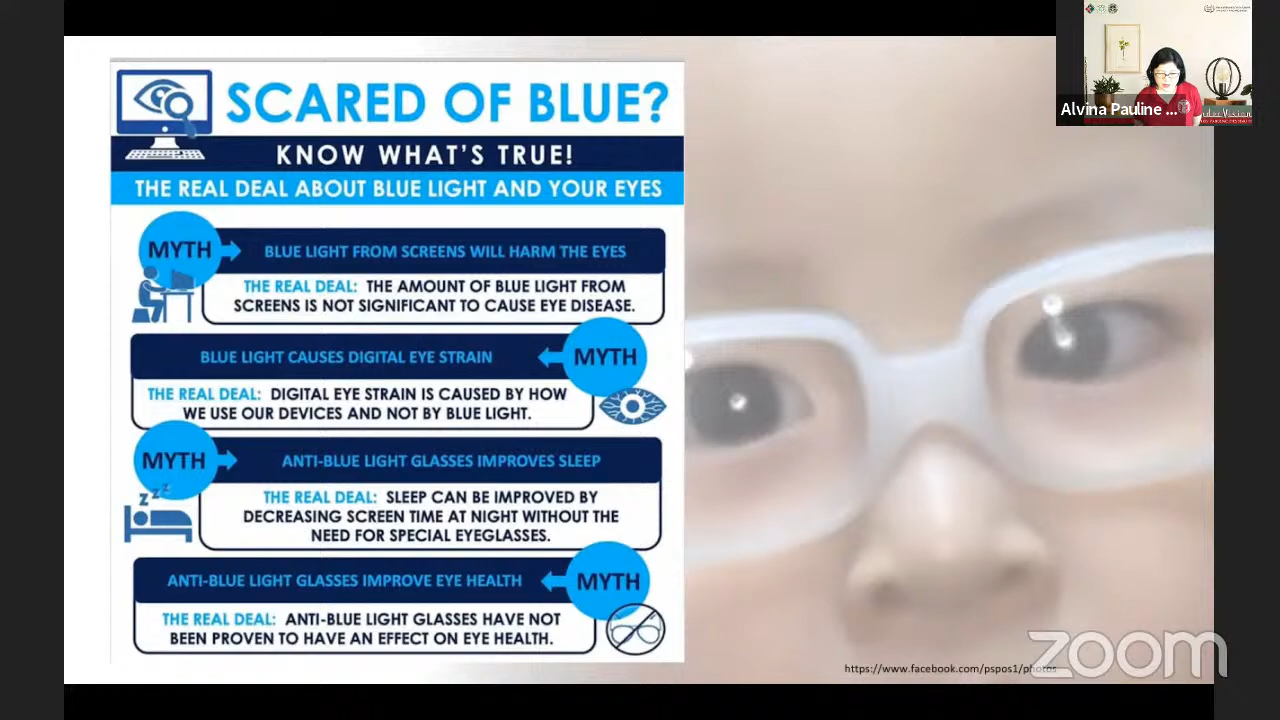 SCARED OF BLUE?
KNOW WHAT'S TRUE!
THE REAL DEAL ABOUT BLUE LIGHT AND YOUR EYES
MYTH
BLUE LIGHT FROM SCREENS WILL HARM THE EYES
THE REAL DEAL: THE AMOUNT OF BLUE LIGHT FROM
SCREENS IS NOT SIGNIFICANT TO CAUSE EYE DISEASE.
BLUE LIGHT CAUSES DIGITAL EYE STRAIN
MYTH
THE REAL DEAL: DIGITAL EYE STRAIN IS CAUSED BY HOW
WE USE OUR DEVICES AND NOT BY BLUE LIGHT.
MYTH
ANTI-BLUE LIGHT GLASSES IMPROVES SLEEP
Z Z Z
THE REAL DEAL: SLEEP CAN BE IMPROVED BY
DECREASING SCREEN TIME AT NIGHT WITHOUT THE
NEED FOR SPECIAL EYEGLASSES.
ANTI-BLUE LIGHT GLASSES IMPROVE EYE HEALTH
MYTH
THE REAL DEAL: ANTI-BLUE LIGHT GLASSES HAVE NOT
BEEN PROVEN TO HAVE AN EFFECT ON EYE HEALTH.
Alvina Pauline ...
https://www.facebook.com/pspos1/photos
zoom